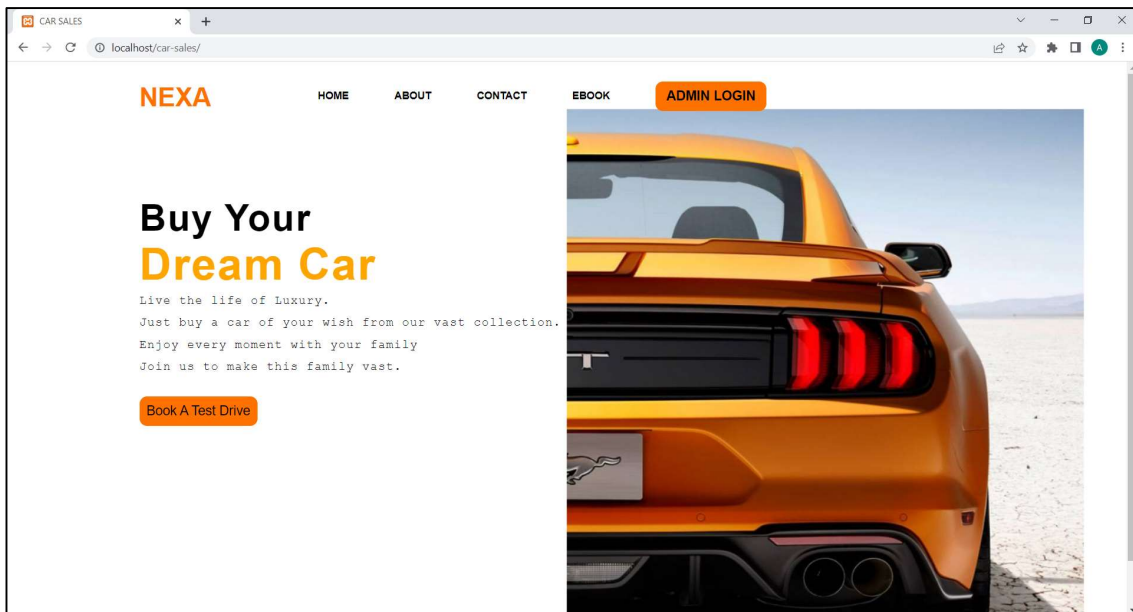 CAR SALES
localhost/car-sales/
A
NEXA HOME ABOUT CONTACT EBOOK ADMIN LOGIN
Buy Your
Dream Car
Live the life of Luxury.
Just buy a car of your wish from our vast collection.
Enjoy every moment with your family
Join us to make this family vast.
Book A Test Drive